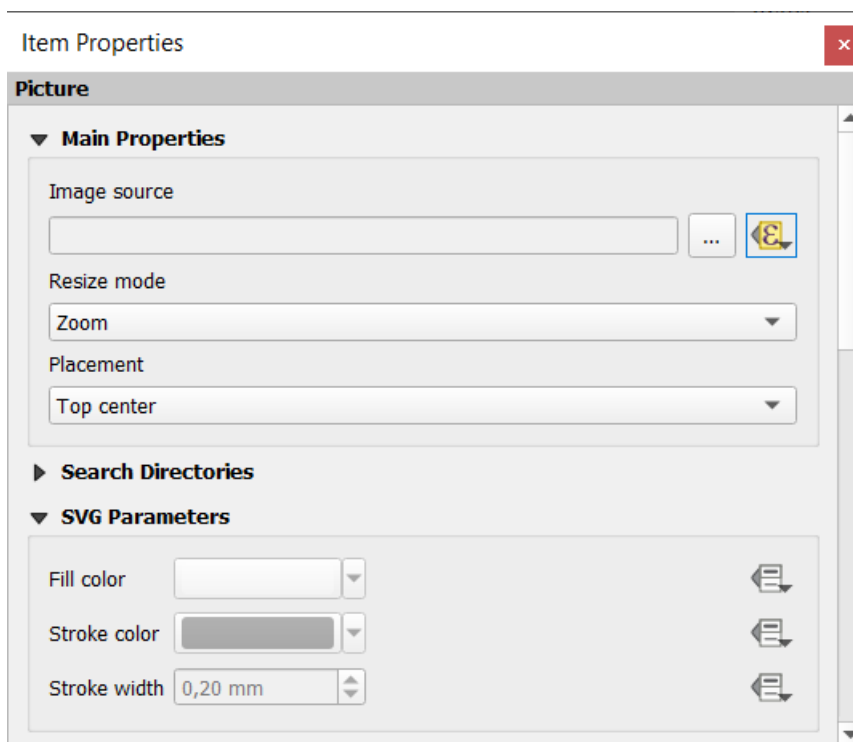 Item Properties
Picture
Main Properties
Image source
...
ε
Resize mode
Zoom
Placement
Top center
Search Directories
SVG Parameters
Fill color
Stroke color
Stroke width 0,20 mm